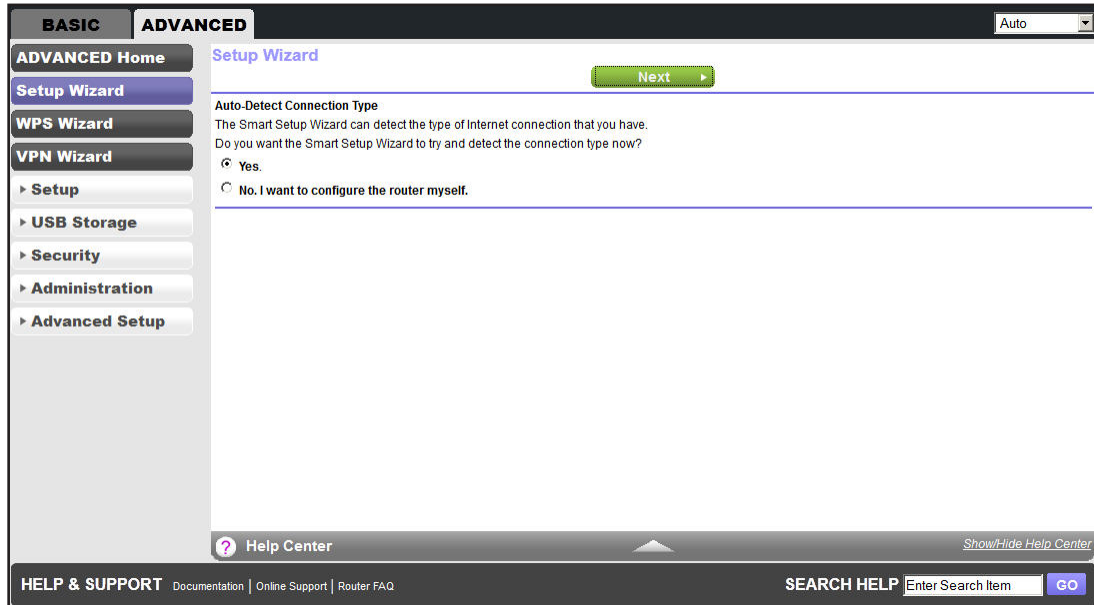 BASIC
ADVANCED
Auto
ADVANCED Home
Setup Wizard
WPS Wizard
VPN Wizard
Setup
USB Storage
Security
Administration
Advanced Setup
Setup Wizard
Next
Auto-Detect Connection Type
The Smart Setup Wizard can detect the type of Internet connection that you have.
Do you want the Smart Setup Wizard to try and detect the connection type now?
Yes.
No. I want to configure the router myself.
? Help Center
Show/Hide Help Center
HELP & SUPPORT Documentation | Online Support | Router FAQ
SEARCH HELP Enter Search Item GO